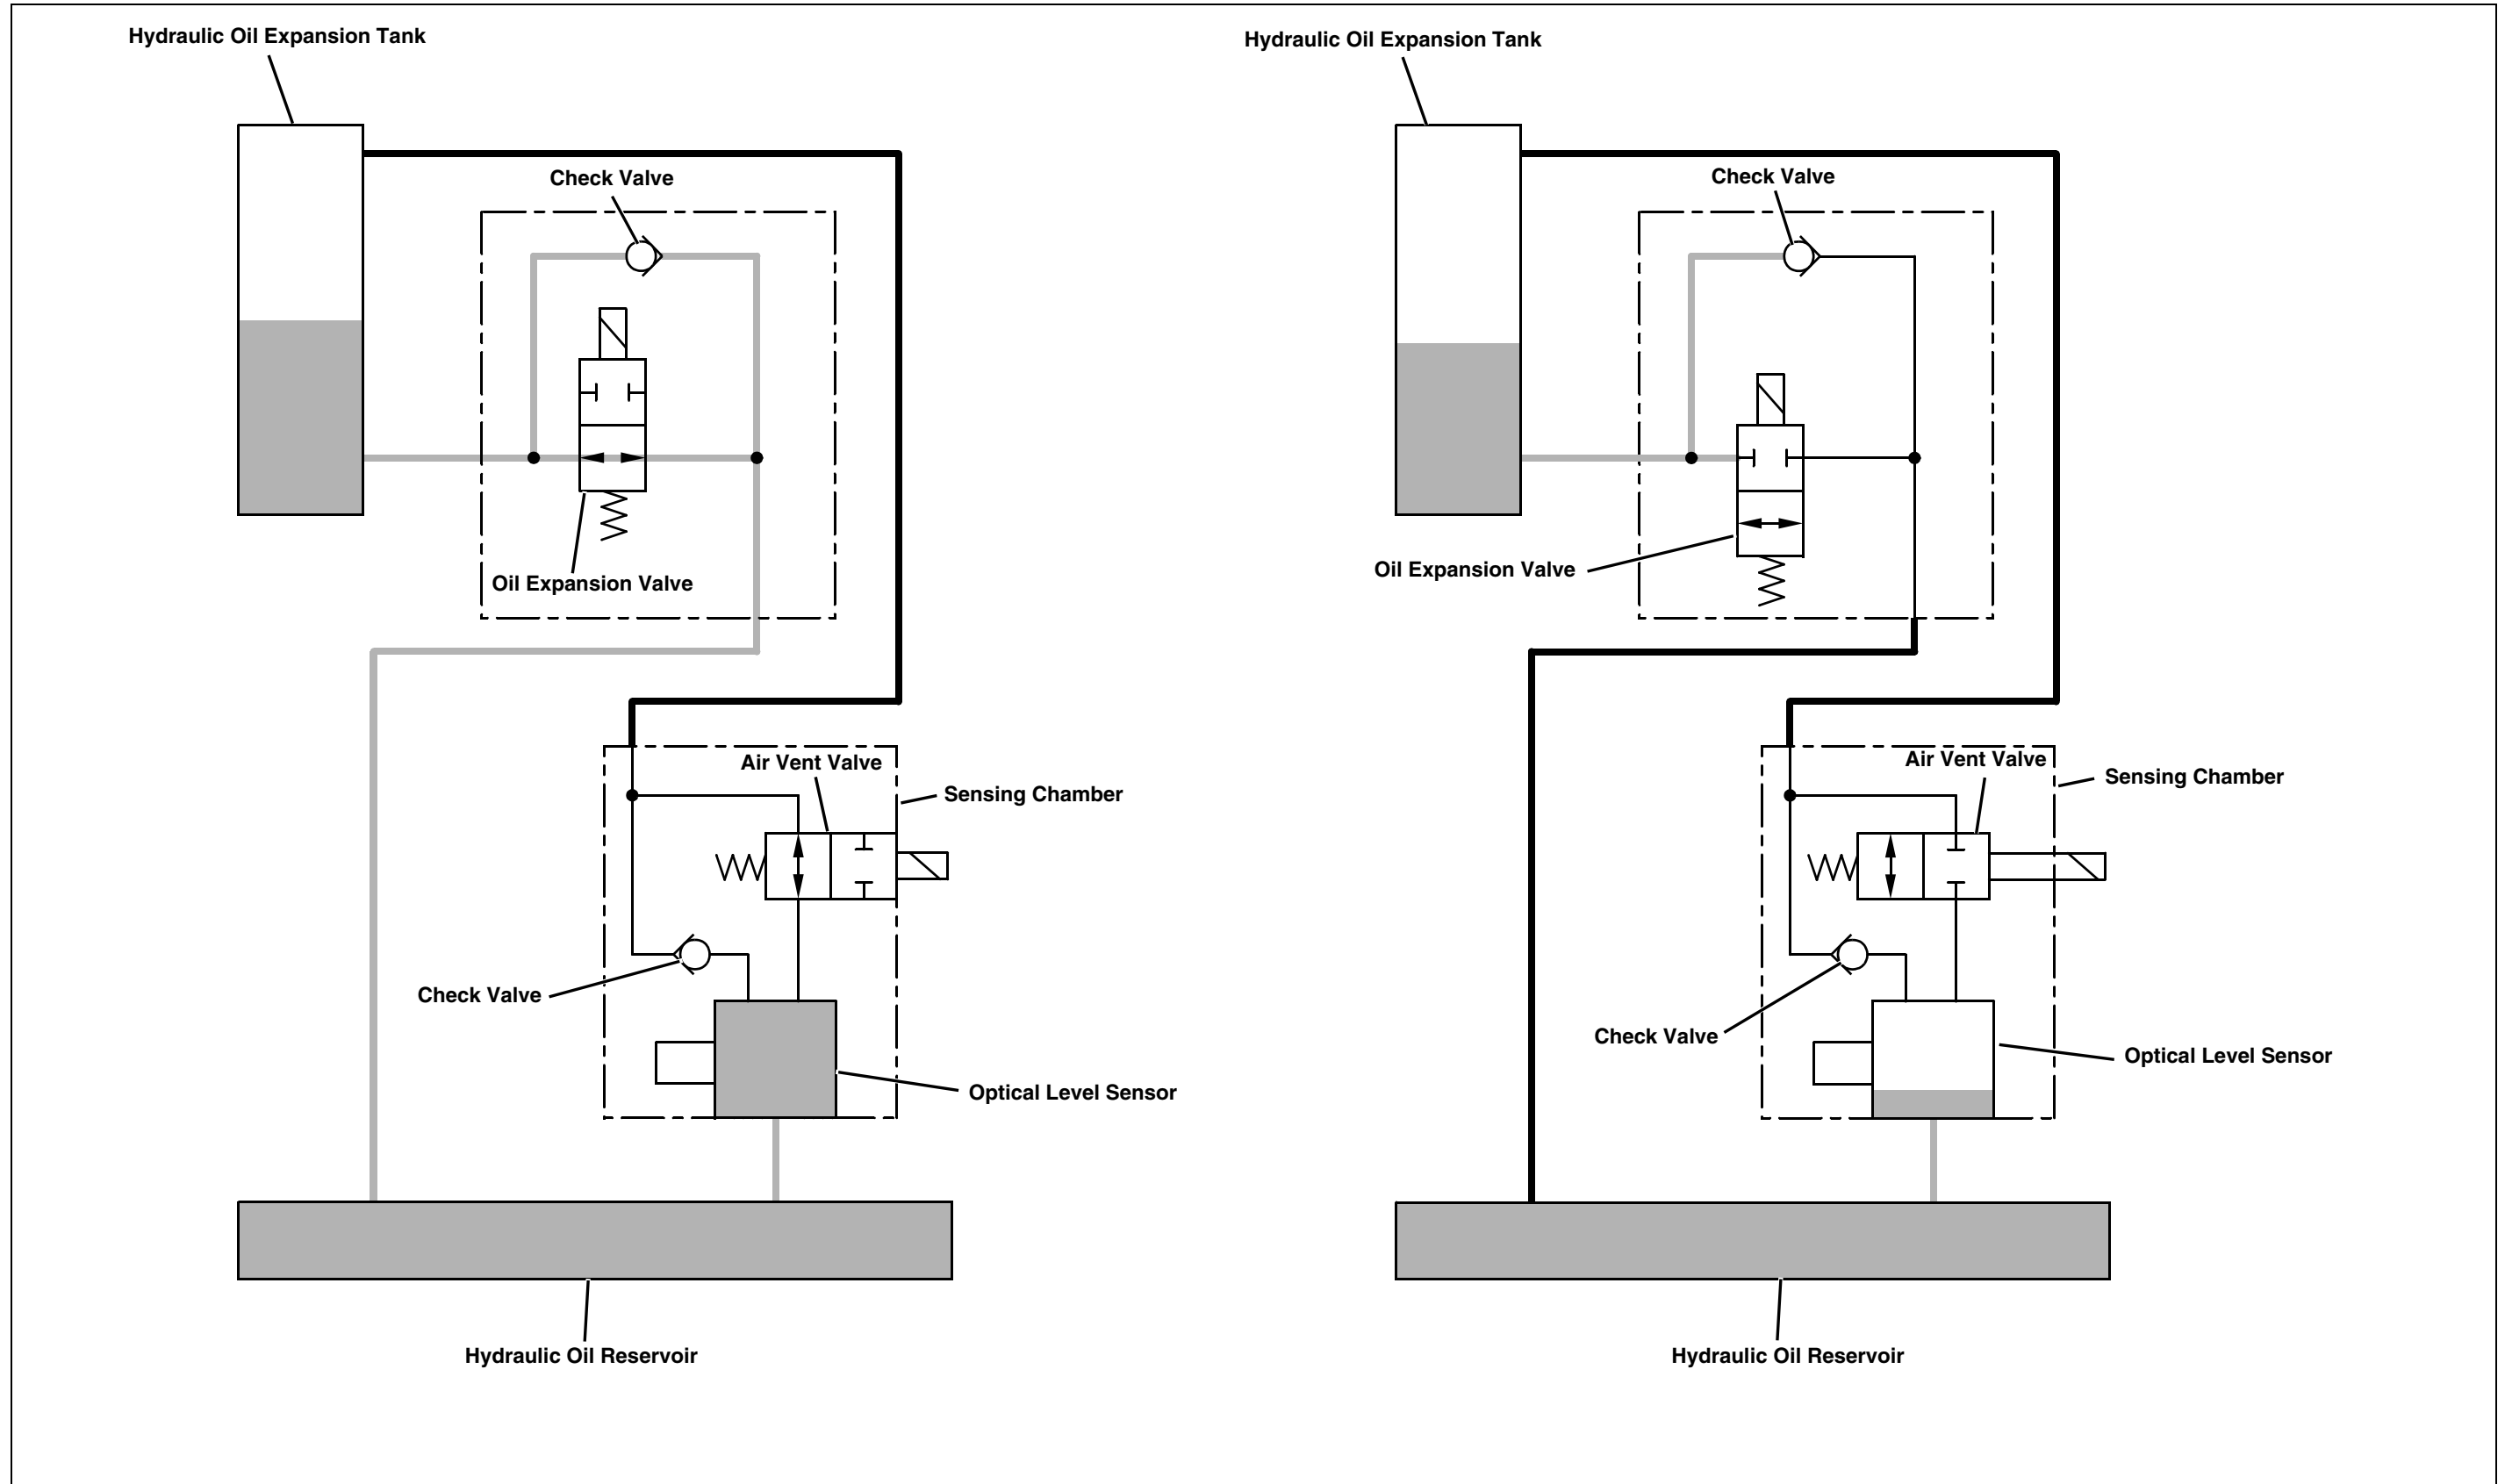 Hydraulic Oil Expansion Tank
Check Valve
Oil Expansion Valve
Air Vent Valve
Sensing Chamber
Check Valve
Optical Level Sensor
Hydraulic Oil Reservoir
Hydraulic Oil Expansion Tank
Check Valve
Oil Expansion Valve
Air Vent Valve
Sensing Chamber
Check Valve
Optical Level Sensor
Hydraulic Oil Reservoir